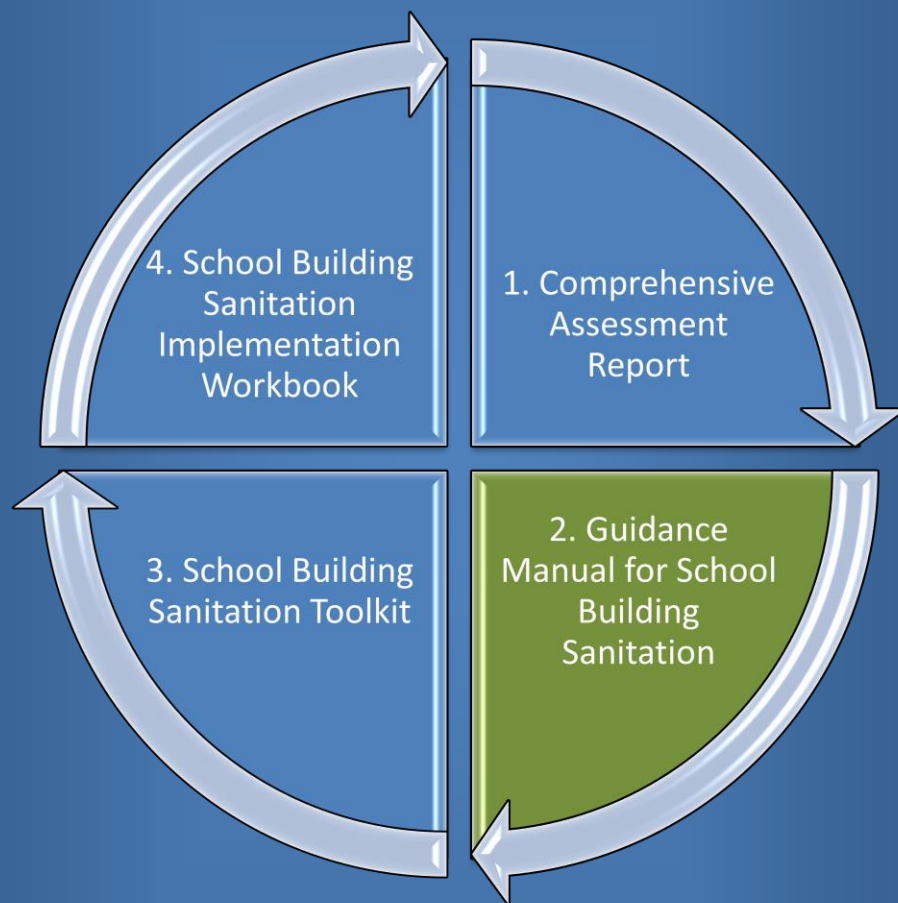 1. Comprehensive
Assessment
Report
2. Guidance
Manual for School
Building
Sanitation
3. School Building
Sanitation Toolkit
4. School Building
Sanitation
Implementation
Workbook